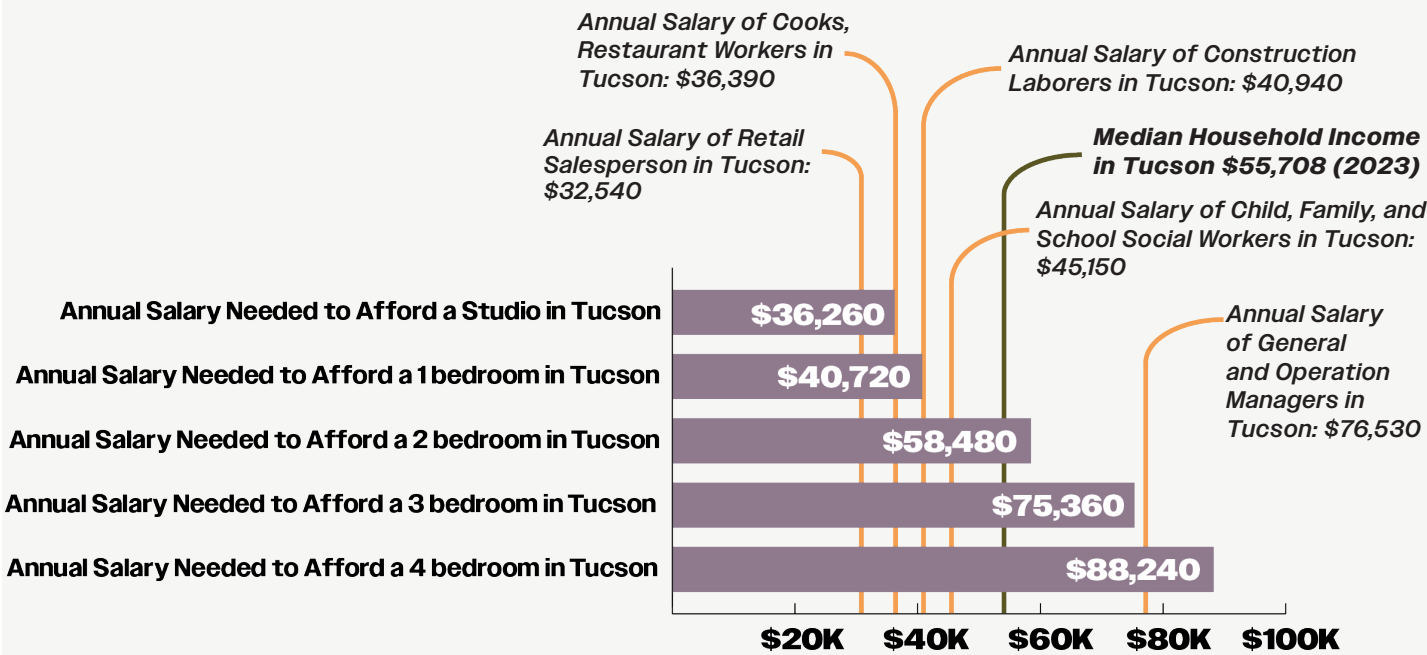 Annual Salary of Cooks,
Restaurant Workers in
Tucson: $36,390
Annual Salary of Construction
Laborers in Tucson: $40,940
Annual Salary of Retail
Salesperson in Tucson:
$32,540
Median Household Income
in Tucson $55,708 (2023)
Annual Salary of Child, Family, and
School Social Workers in Tucson:
$45,150
Annual Salary
of General
and Operation
Managers in
Tucson: $76,530
Annual Salary Needed to Afford a Studio in Tucson $36,260
Annual Salary Needed to Afford a 1 bedroom in Tucson $40,720
Annual Salary Needed to Afford a 2 bedroom in Tucson $58,480
Annual Salary Needed to Afford a 3 bedroom in Tucson $75,360
Annual Salary Needed to Afford a 4 bedroom in Tucson $88,240
$20K $40K $60K $80K $100K